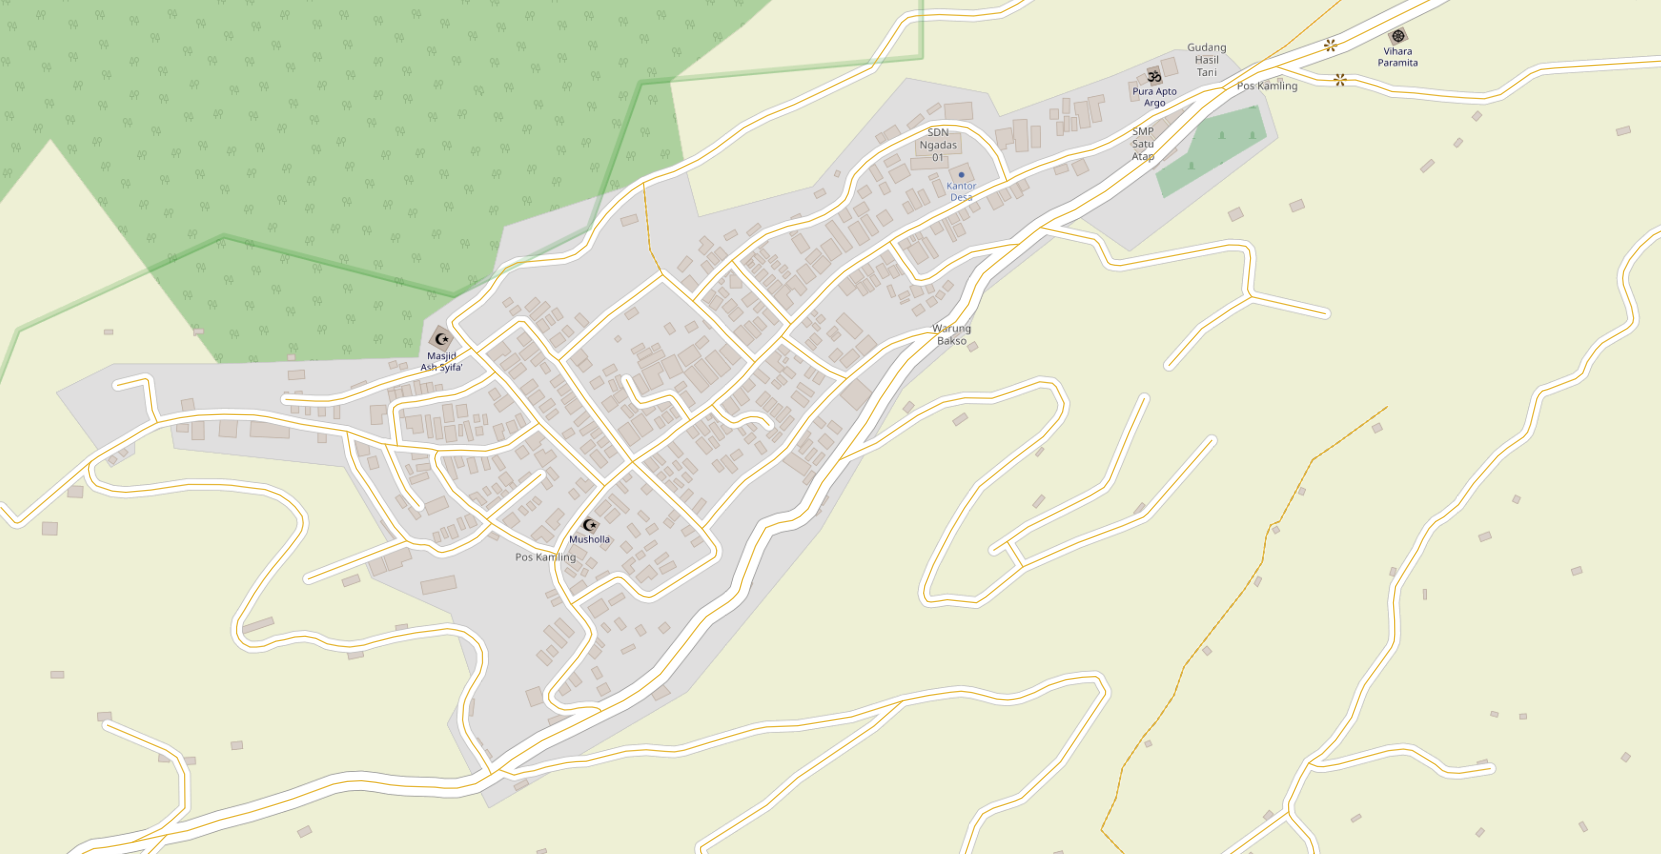 Gudang
Hasil
Tani
Vihara
Paramita
Pos Kamling
Pura Apto
Argo
SMP
Satu
Atap
SDN
Ngadas
01
Kantor
Desa
Warung
Bakso
Masjid
Ash Syifa'
Musholla
Pos Kamling